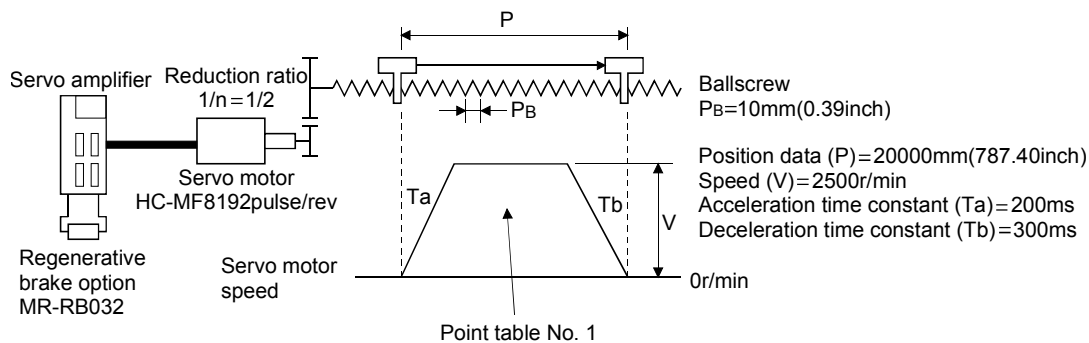 P
Servo amplifier
Reduction ratio
1/n=1/2
Ballscrew
PB=10mm(0.39inch)
PB
Position data (P)=20000mm(787.40inch)
Speed (V)=2500r/min
Acceleration time constant (Ta)=200ms
Deceleration time constant (Tb)=300ms
Servo motor
HC-MF8192pulse/rev
Ta
Tb
V
Regenerative
brake option
MR-RB032
Servo motor
speed
0r/min
Point table No. 1